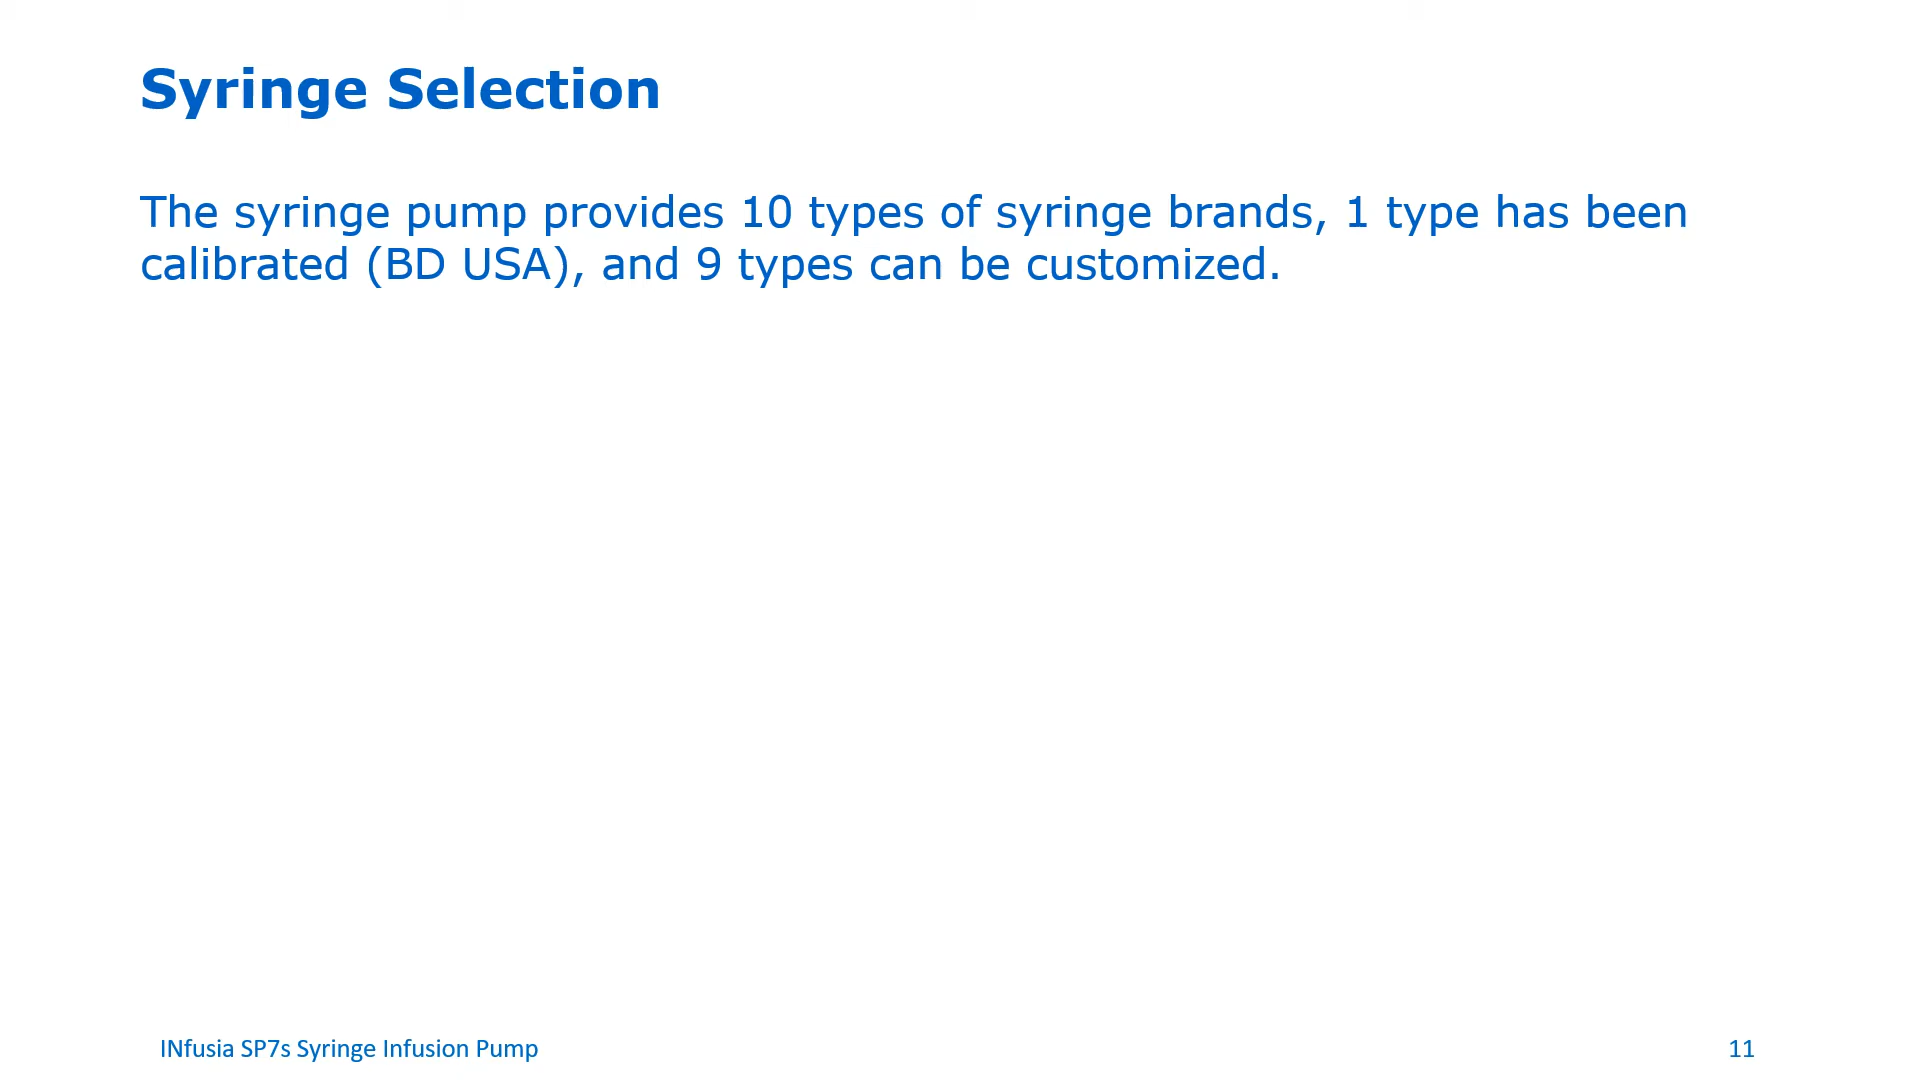 Syringe Selection
The syringe pump provides 10 types of syringe brands, 1 type has been
calibrated (BD USA), and 9 types can be customized.
INfusia SP7s Syringe Infusion Pump
11